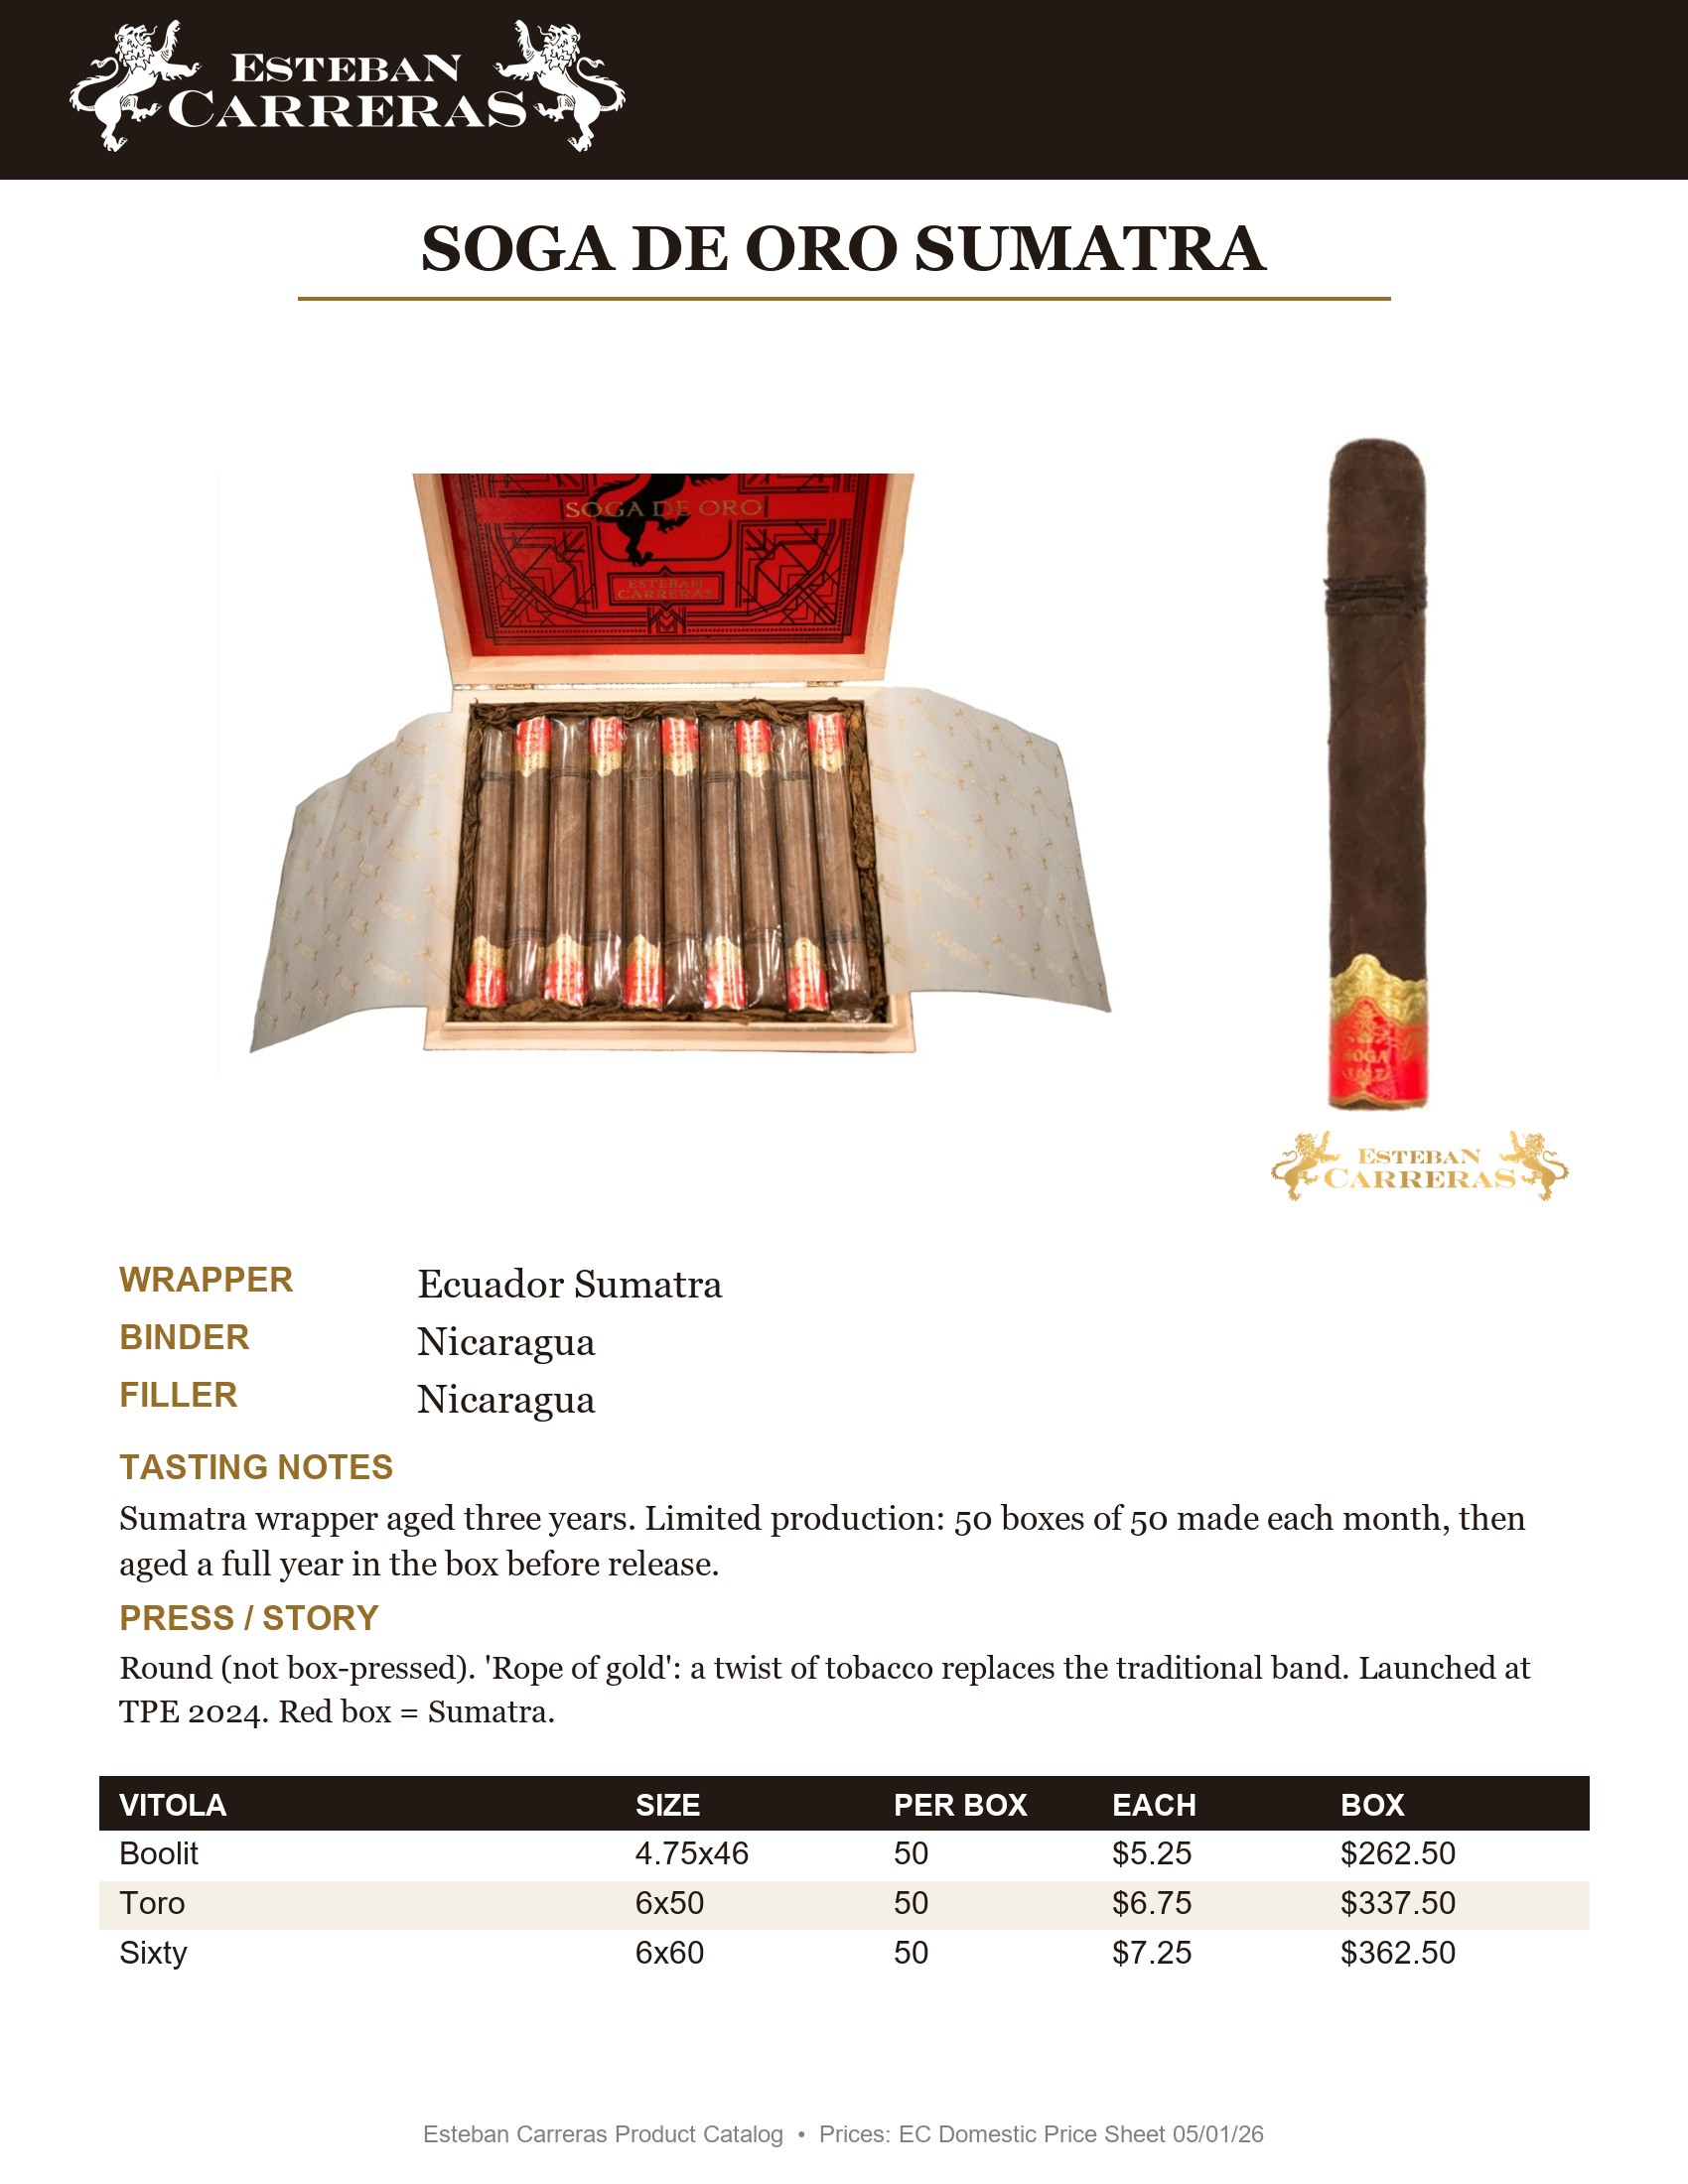 ESTEBAN
CARRERAS
SOGA DE ORO SUMATRA
SOGA DE ORO
ESTEBAN
CARRERAS
SOGA
ESTEBAN
CARRERAS
WRAPPER Ecuador Sumatra
BINDER Nicaragua
FILLER Nicaragua
TASTING NOTES
Sumatra wrapper aged three years. Limited production: 50 boxes of 50 made each month, then
aged a full year in the box before release.
PRESS / STORY
Round (not box-pressed). 'Rope of gold': a twist of tobacco replaces the traditional band. Launched at
TPE 2024. Red box = Sumatra.
VITOLA SIZE PER BOX EACH BOX
Boolit 4.75x46 50 $5.25 $262.50
Toro 6x50 50 $6.75 $337.50
Sixty 6x60 50 $7.25 $362.50
Esteban Carreras Product Catalog • Prices: EC Domestic Price Sheet 05/01/26